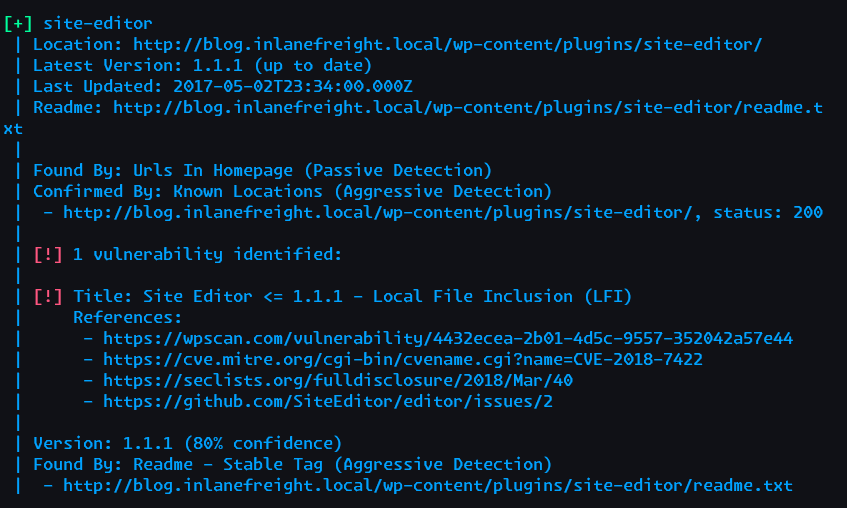 [+] site-editor
| Location: http://blog.inlanefreight.local/wp-content/plugins/site-editor/
| Latest Version: 1.1.1 (up to date)
| Last Updated: 2017-05-02T23:34:00.000Z
| Readme: http://blog.inlanefreight.local/wp-content/plugins/site-editor/readme.t
xt
|
| Found By: Urls In Homepage (Passive Detection)
| Confirmed By: Known Locations (Aggressive Detection)
|  - http://blog.inlanefreight.local/wp-content/plugins/site-editor/, status: 200
|
| [!] 1 vulnerability identified:
|
| [!] Title: Site Editor <= 1.1.1 - Local File Inclusion (LFI)
|     References:
|      - https://wpscan.com/vulnerability/4432ecea-2b01-4d5c-9557-352042a57e44
|      - https://cve.mitre.org/cgi-bin/cvename.cgi?name=CVE-2018-7422
|      - https://seclists.org/fulldisclosure/2018/Mar/40
|      - https://github.com/SiteEditor/editor/issues/2
|
| Version: 1.1.1 (80% confidence)
| Found By: Readme - Stable Tag (Aggressive Detection)
|  - http://blog.inlanefreight.local/wp-content/plugins/site-editor/readme.txt